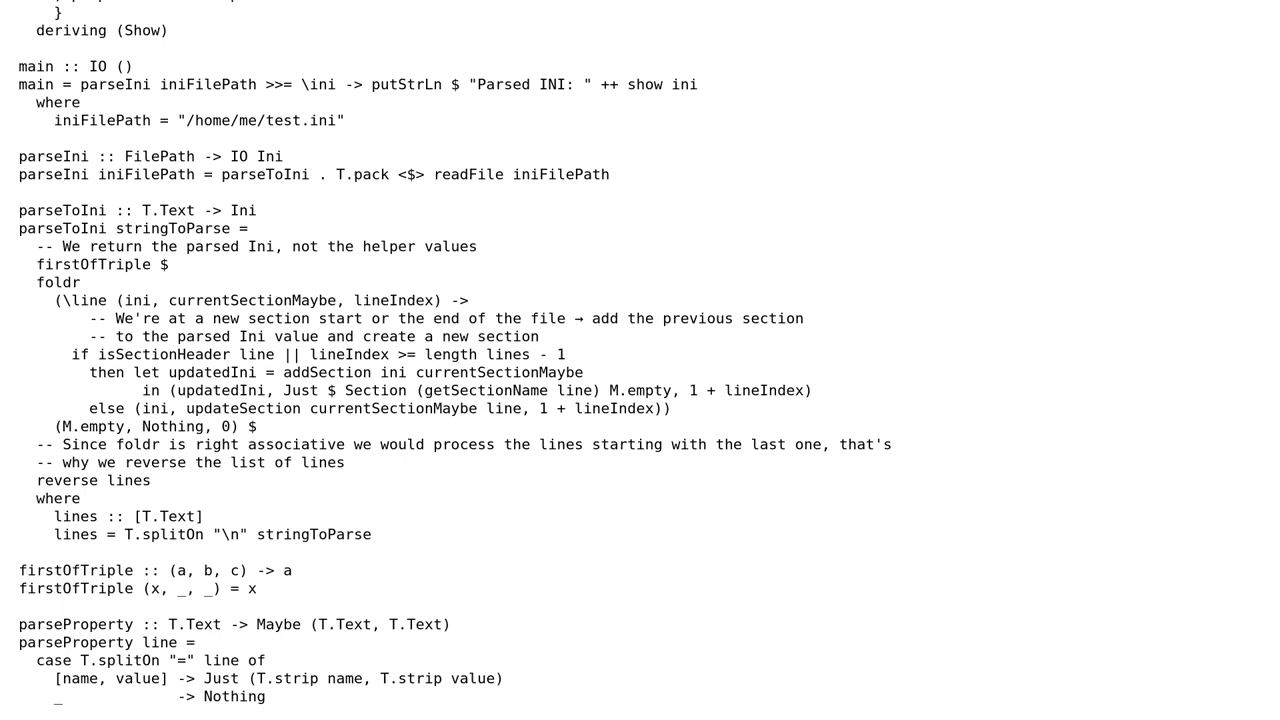 }
  deriving (Show)

main :: IO ()
main = parseIni iniFilePath >>= \ini -> putStrLn $ "Parsed INI: " ++ show ini
  where
    iniFilePath = "/home/me/test.ini"

parseIni :: FilePath -> IO Ini
parseIni iniFilePath = parseToIni . T.pack <$> readFile iniFilePath

parseToIni :: T.Text -> Ini
parseToIni stringToParse =
  -- We return the parsed Ini, not the helper values
  firstOfTriple $
  foldr
    (\line (ini, currentSectionMaybe, lineIndex) ->
        -- We're at a new section start or the end of the file → add the previous section
        -- to the parsed Ini value and create a new section
      if isSectionHeader line || lineIndex >= length lines - 1
        then let updatedIni = addSection ini currentSectionMaybe
              in (updatedIni, Just $ Section (getSectionName line) M.empty, 1 + lineIndex)
        else (ini, updateSection currentSectionMaybe line, 1 + lineIndex))
    (M.empty, Nothing, 0) $
  -- Since foldr is right associative we would process the lines starting with the last one, that's
  -- why we reverse the list of lines
  reverse lines
  where
    lines :: [T.Text]
    lines = T.splitOn "\n" stringToParse

firstOfTriple :: (a, b, c) -> a
firstOfTriple (x, _, _) = x

parseProperty :: T.Text -> Maybe (T.Text, T.Text)
parseProperty line =
  case T.splitOn "=" line of
    [name, value] -> Just (T.strip name, T.strip value)
    _             -> Nothing